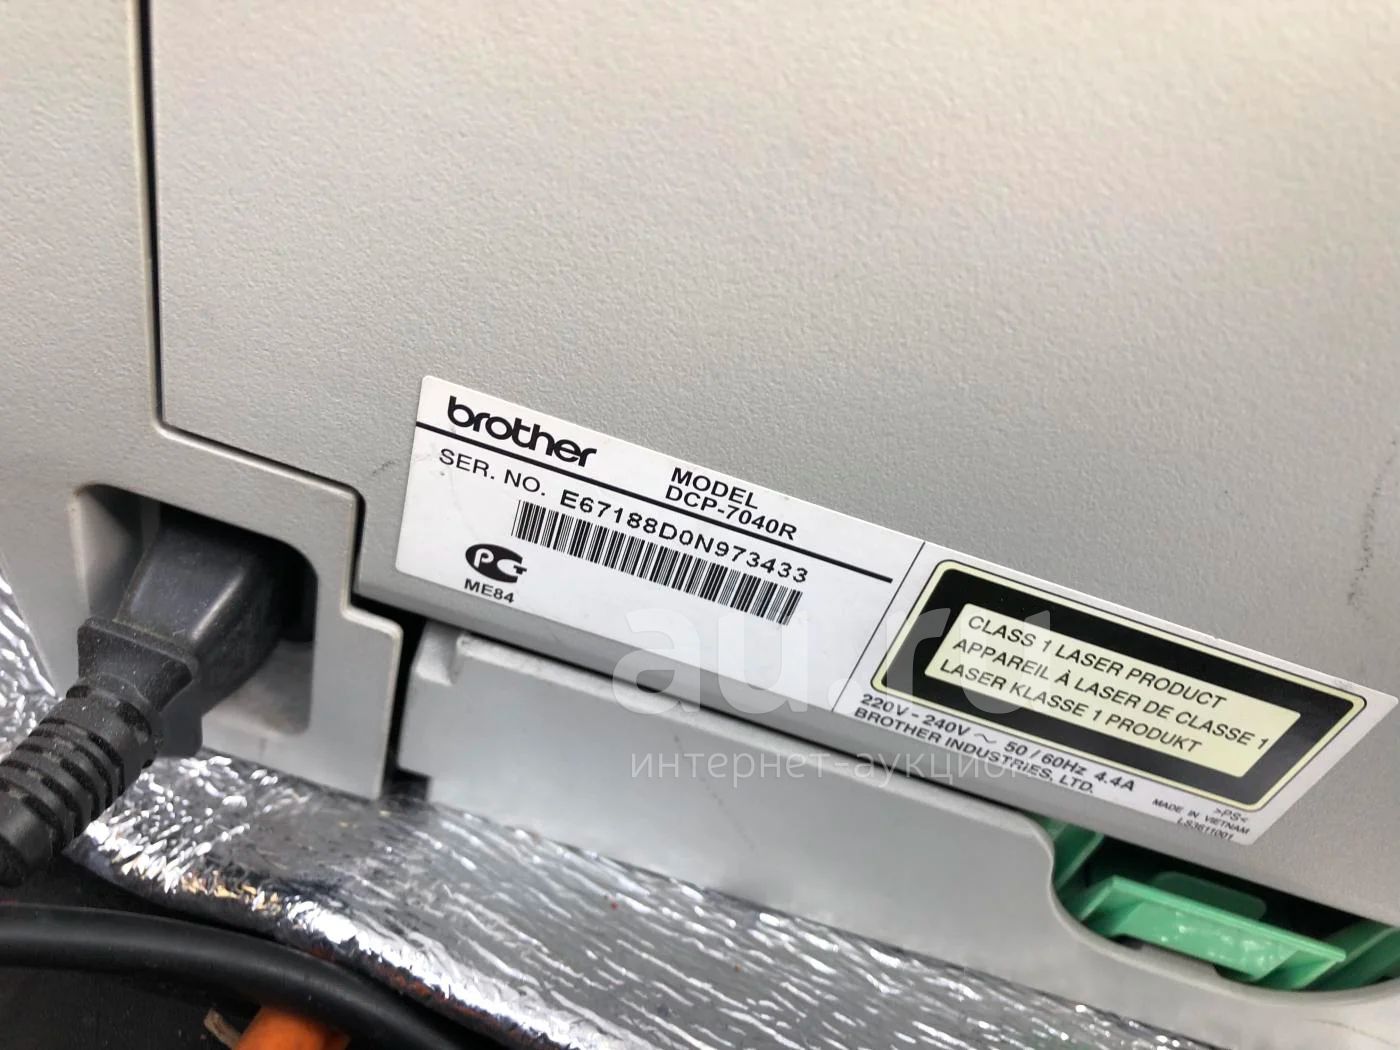 brother
MODEL
DCP-7040R
SER. NO. E67188D0N973433
PG
ME84
CLASS 1 LASER PRODUCT
APPAREIL À LASER DE CLASSE 1
LASER KLASSE 1 PRODUKT
220V - 240V ～ 50 / 60Hz 4.4A
BROTHER INDUSTRIES, LTD.
>PS<
MADE IN VIETNAM
LS3611001
au.ru
интернет-аукцион